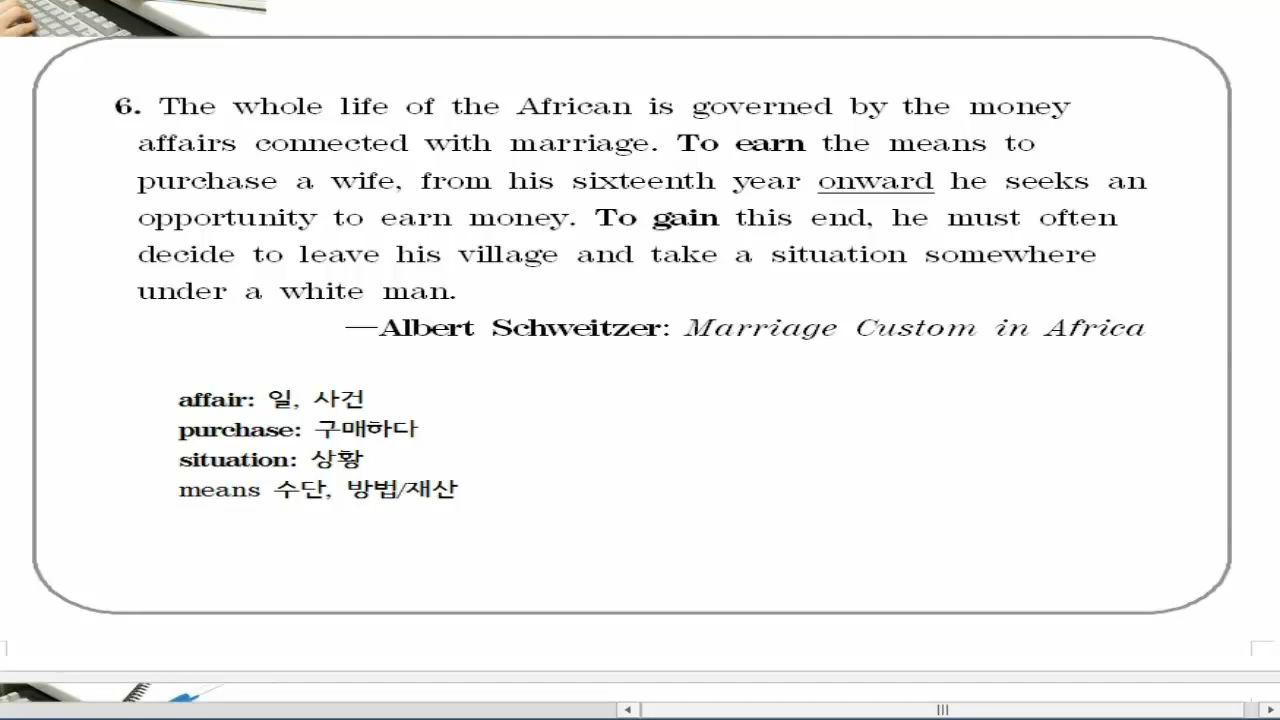 6. The whole life of the African is governed by the money
affairs connected with marriage. To earn the means to
purchase a wife, from his sixteenth year onward he seeks an
opportunity to earn money. To gain this end, he must often
decide to leave his village and take a situation somewhere
under a white man.
—Albert Schweitzer: Marriage Custom in Africa
affair: 일, 사건
purchase: 구매하다
situation: 상황
means 수단, 방법/재산